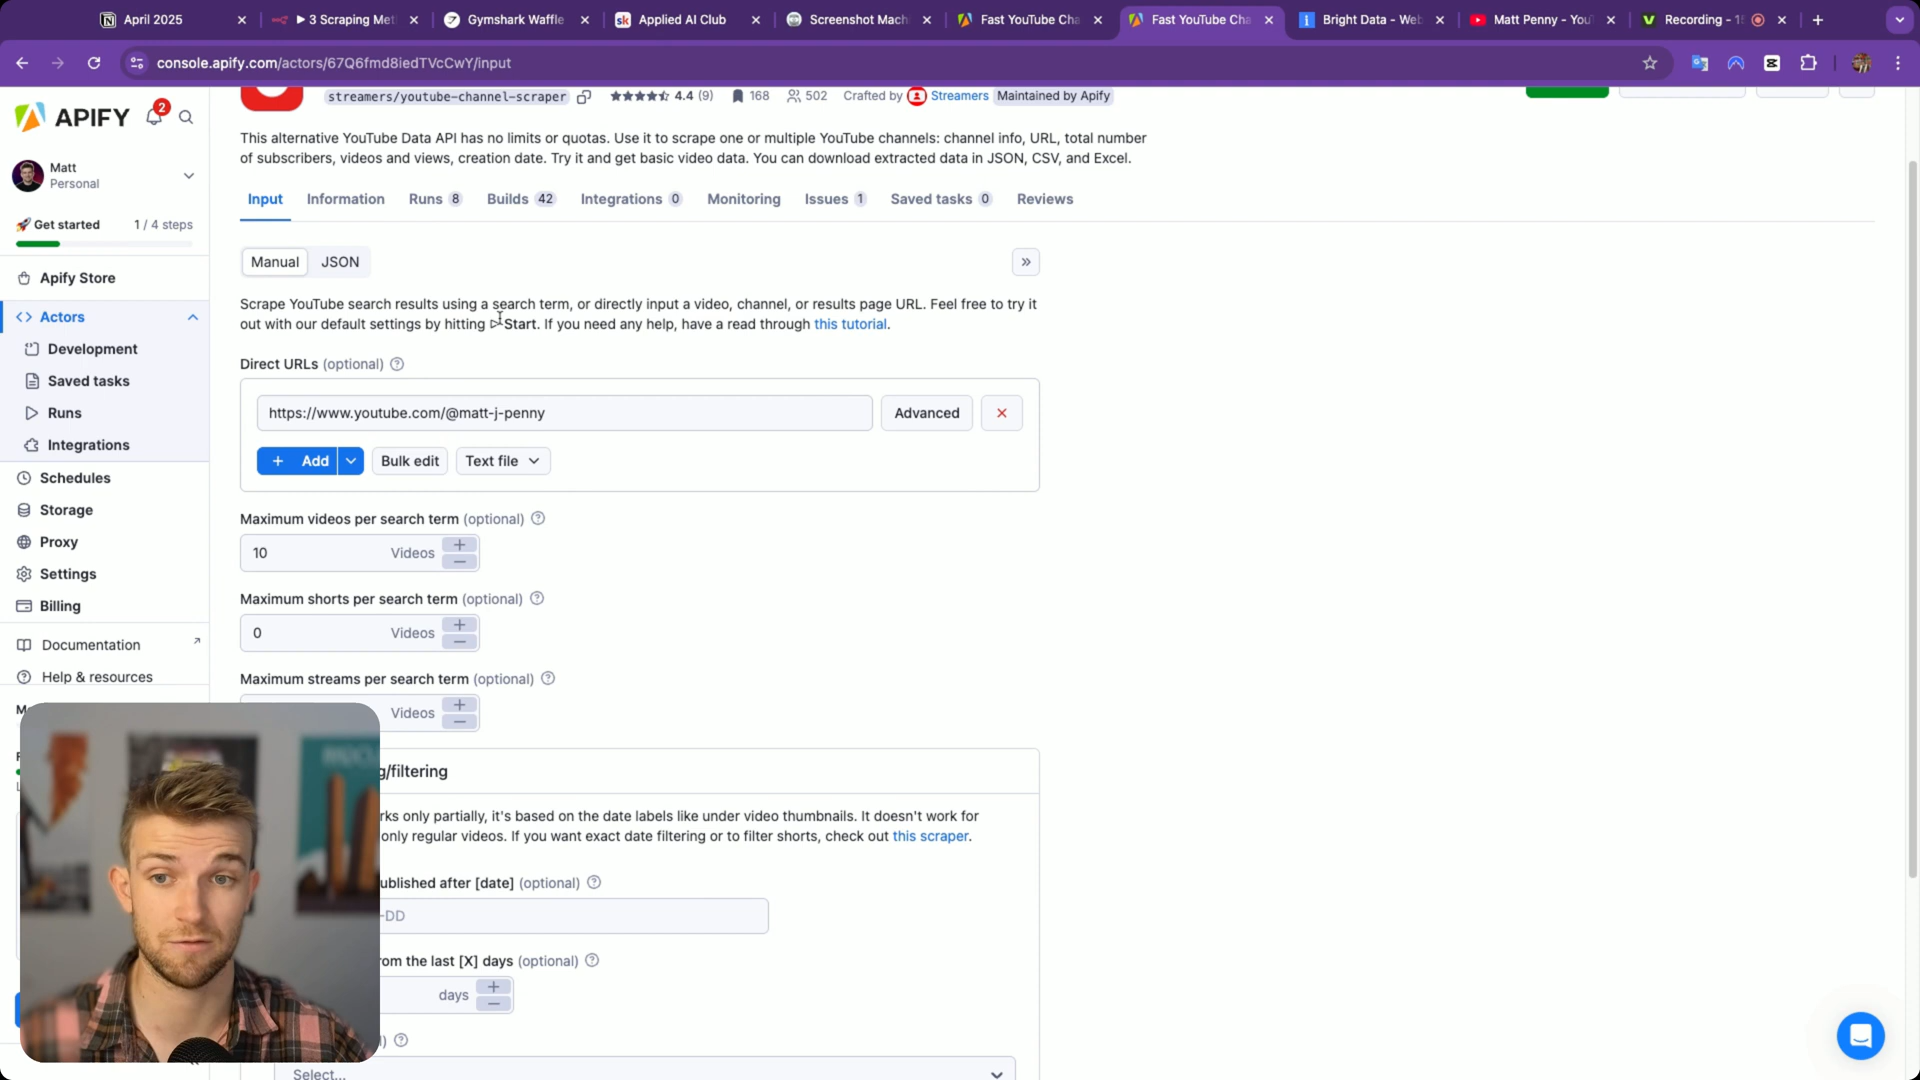 April 2025
3 Scraping Met
Gymshark Waffle
Applied AI Club
Screenshot Mach
Fast YouTube Cha
Fast YouTube Cha
Bright Data - Web
Matt Penny - You
Recording - 1
console.apify.com/actors/67Q6fmd8iedTVcCwY/input
APIFY
2
Matt
Personal
Get started
1 / 4 steps
Apify Store
Actors
Development
Saved tasks
Runs
Integrations
Schedules
Storage
Proxy
Settings
Billing
Documentation
Help & resources
streamers/youtube-channel-scraper
4.4 (9)
168
502
Crafted by
Streamers
Maintained by Apify
This alternative YouTube Data API has no limits or quotas. Use it to scrape one or multiple YouTube channels: channel info, URL, total number
of subscribers, videos and views, creation date. Try it and get basic video data. You can download extracted data in JSON, CSV, and Excel.
Input
Information
Runs 8
Builds 42
Integrations 0
Monitoring
Issues 1
Saved tasks 0
Reviews
Manual
JSON
Scrape YouTube search results using a search term, or directly input a video, channel, or results page URL. Feel free to try it
out with our default settings by hitting ▷Start. If you need any help, have a read through this tutorial.
Direct URLs (optional)
https://www.youtube.com/@matt-j-penny
Advanced
+ Add
Bulk edit
Text file
Maximum videos per search term (optional)
10 Videos
Maximum shorts per search term (optional)
0 Videos
Maximum streams per search term (optional)
Videos
g/filtering
rks only partially, it's based on the date labels like under video thumbnails. It doesn't work for
only regular videos. If you want exact date filtering or to filter shorts, check out this scraper.
ublished after [date] (optional)
-DD
om the last [X] days (optional)
days
Select...